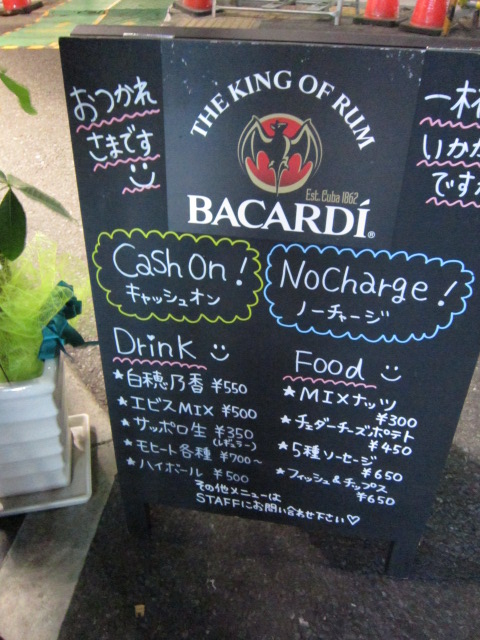 おつかれ
さまです
THE KING OF RUM
Est. Cuba 1862
BACARDÍ®
一杯
いかが
ですか
Cash On!
キャッシュオン
No Charge!
ノーチャージ
Drink
★白穂乃香 ¥550
★エビスMIX ¥500
★サッポロ生 ¥350
(レギュラー)
★モヒート各種 ¥700〜
★ハイボール ¥500
Food
★MIXナッツ
¥300
★チェダーチーズポテト
¥450
★5種ソーセージ
¥650
★フィッシュ&チップス
¥650
その他メニューは
STAFFにお問い合わせ下さい♡